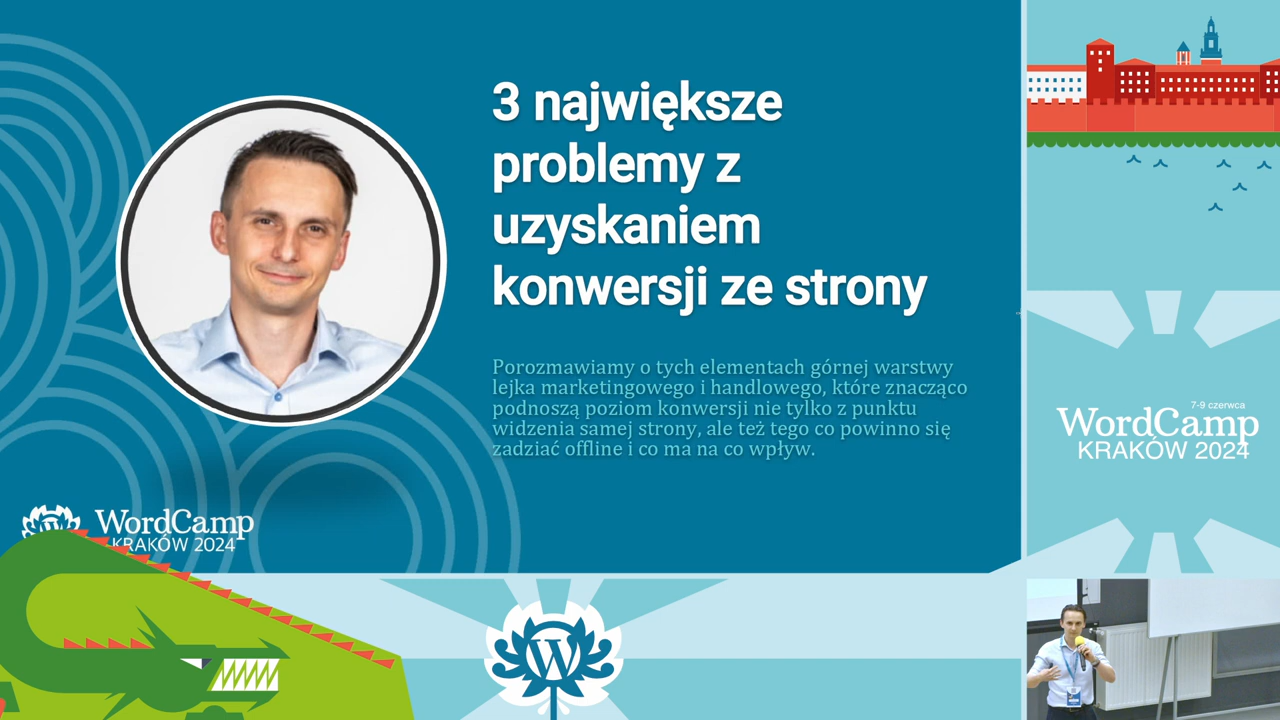 3 największe
problemy z
uzyskaniem
konwersji ze strony
Porozmawiamy o tych elementach górnej warstwy
lejka marketingowego i handlowego, które znacząco
podnoszą poziom konwersji nie tylko z punktu
widzenia samej strony, ale też tego co powinno się
zadziać offline i co ma na co wpływ.
WordCamp
KRAKÓW 2024
7-9 czerwca
WordCamp
KRAKÓW 2024